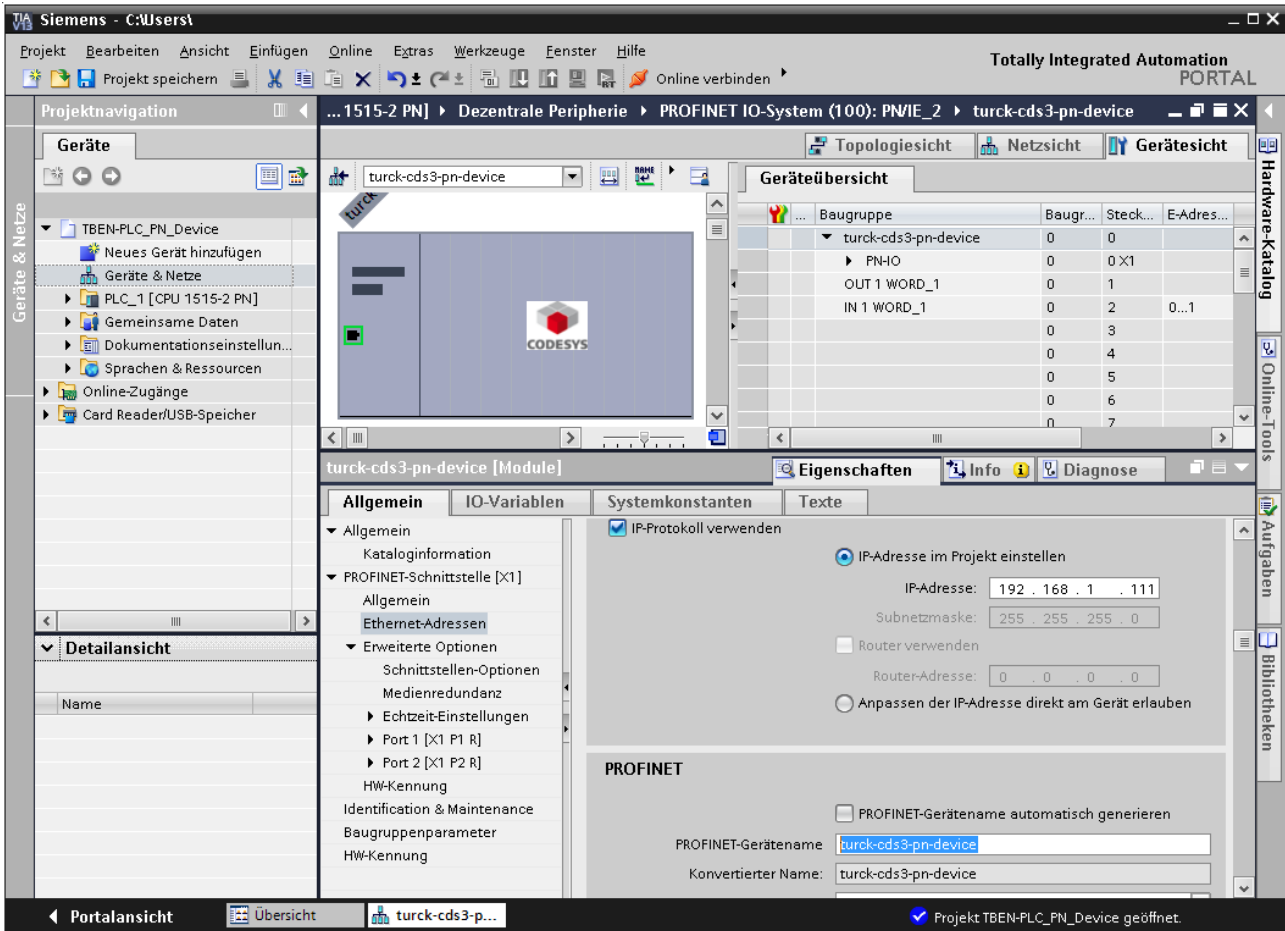 TIA V13 Siemens - C:\Users\
Projekt Bearbeiten Ansicht Einfügen Online Extras Werkzeuge Fenster Hilfe
Totally Integrated Automation
PORTAL
Projekt speichern
Online verbinden
Projektnavigation
...1515-2 PN] Dezentrale Peripherie PROFINET IO-System (100): PN/IE_2 turck-cds3-pn-device
Geräte
Topologiesicht Netzsicht Gerätesicht
turck-cds3-pn-device
NAME
Geräteübersicht
Geräte & Netze
turck
... Baugruppe Baugr... Steck... E-Adres...
turck-cds3-pn-device 0 0
PN-IO 0 0 X1
OUT 1 WORD_1 0 1
IN 1 WORD_1 0 2 0...1
0 3
0 4
0 5
0 6
0 7
CODESYS
TBEN-PLC_PN_Device
Neues Gerät hinzufügen
Geräte & Netze
PLC_1 [CPU 1515-2 PN]
Gemeinsame Daten
Dokumentationseinstellun...
Sprachen & Ressourcen
Online-Zugänge
Card Reader/USB-Speicher
Detailansicht
Name
turck-cds3-pn-device [Module]
Eigenschaften Info Diagnose
Allgemein IO-Variablen Systemkonstanten Texte
Allgemein
Kataloginformation
PROFINET-Schnittstelle [X1]
Allgemein
Ethernet-Adressen
Erweiterte Optionen
Schnittstellen-Optionen
Medienredundanz
Echtzeit-Einstellungen
Port 1 [X1 P1 R]
Port 2 [X1 P2 R]
HW-Kennung
Identification & Maintenance
Baugruppenparameter
HW-Kennung
IP-Protokoll verwenden
IP-Adresse im Projekt einstellen
IP-Adresse: 192 . 168 . 1 . 111
Subnetzmaske: 255 . 255 . 255 . 0
Router verwenden
Router-Adresse: 0 . 0 . 0 . 0
Anpassen der IP-Adresse direkt am Gerät erlauben
PROFINET
PROFINET-Gerätename automatisch generieren
PROFINET-Gerätename turck-cds3-pn-device
Konvertierter Name: turck-cds3-pn-device
Hardware-Katalog
Online-Tools
Aufgaben
Bibliotheken
Portalansicht Übersicht turck-cds3-p...
Projekt TBEN-PLC_PN_Device geöffnet.